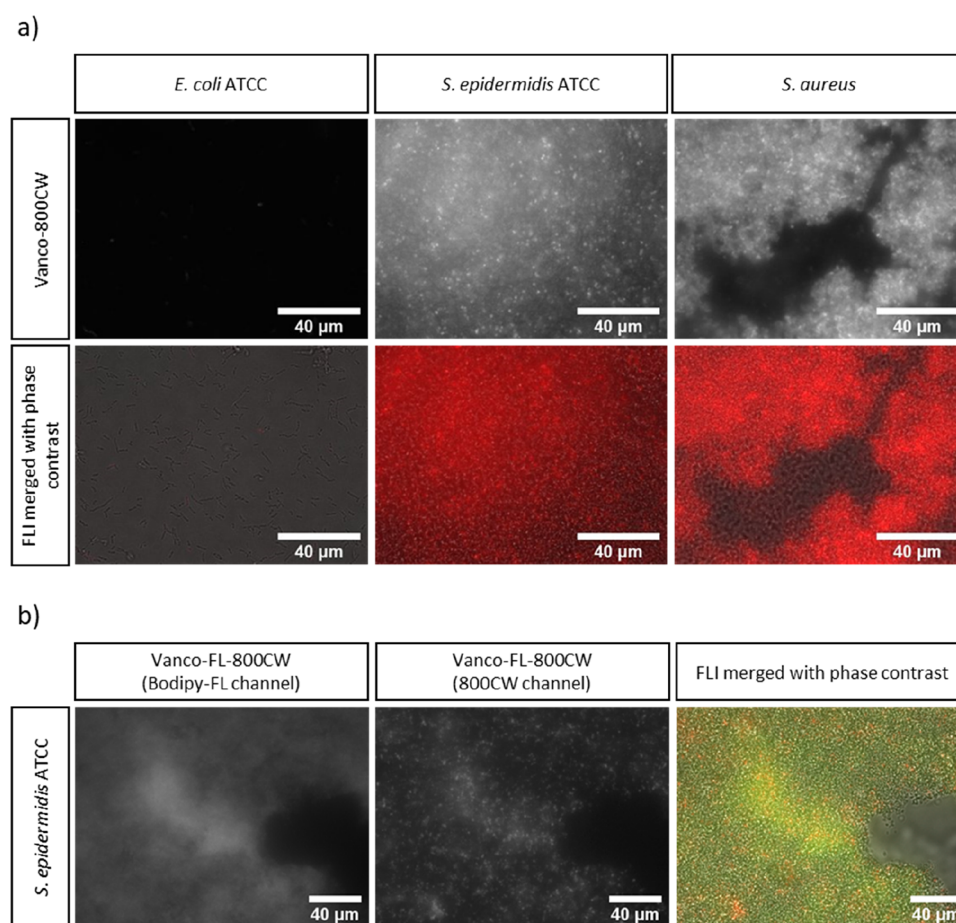 a)
E. coli ATCC
S. epidermidis ATCC
S. aureus
Vanco-800CW
40 µm
40 µm
40 µm
FLI merged with phase
contrast
40 µm
40 µm
40 µm
b)
Vanco-FL-800CW
(Bodipy-FL channel)
Vanco-FL-800CW
(800CW channel)
FLI merged with phase contrast
S. epidermidis ATCC
40 µm
40 µm
40 µm